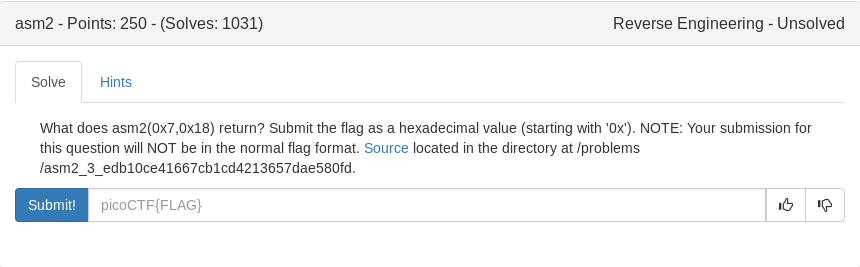 asm2 - Points: 250 - (Solves: 1031)
Reverse Engineering - Unsolved
Solve
Hints
What does asm2(0x7,0x18) return? Submit the flag as a hexadecimal value (starting with '0x'). NOTE: Your submission for
this question will NOT be in the normal flag format. Source located in the directory at /problems
/asm2_3_edb10ce41667cb1cd4213657dae580fd.
Submit!
picoCTF{FLAG}